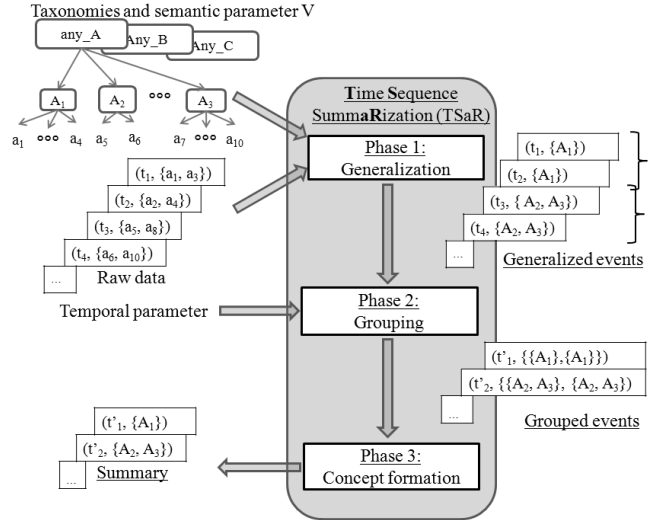 Taxonomies and semantic parameter V
any_A
Any_B
Any_C
A1
A2
°°°
A3
a1 °°° a4 a5 a6 a7 °°° a10
Time Sequence
SummaRization (TSaR)
Phase 1:
Generalization
(t1, {a1, a3})
(t2, {a2, a4})
(t3, {a5, a8})
(t4, {a6, a10})
...
Raw data
(t1, {A1})
(t2, {A1})
(t3, { A2, A3})
(t4, {A2, A3})
...
Generalized events
Temporal parameter
Phase 2:
Grouping
(t’1, {{A1},{A1}})
(t’2, {{A2, A3}, {A2, A3})
...
Grouped events
(t’1, {A1})
(t’2, {A2, A3})
...
Summary
Phase 3:
Concept formation